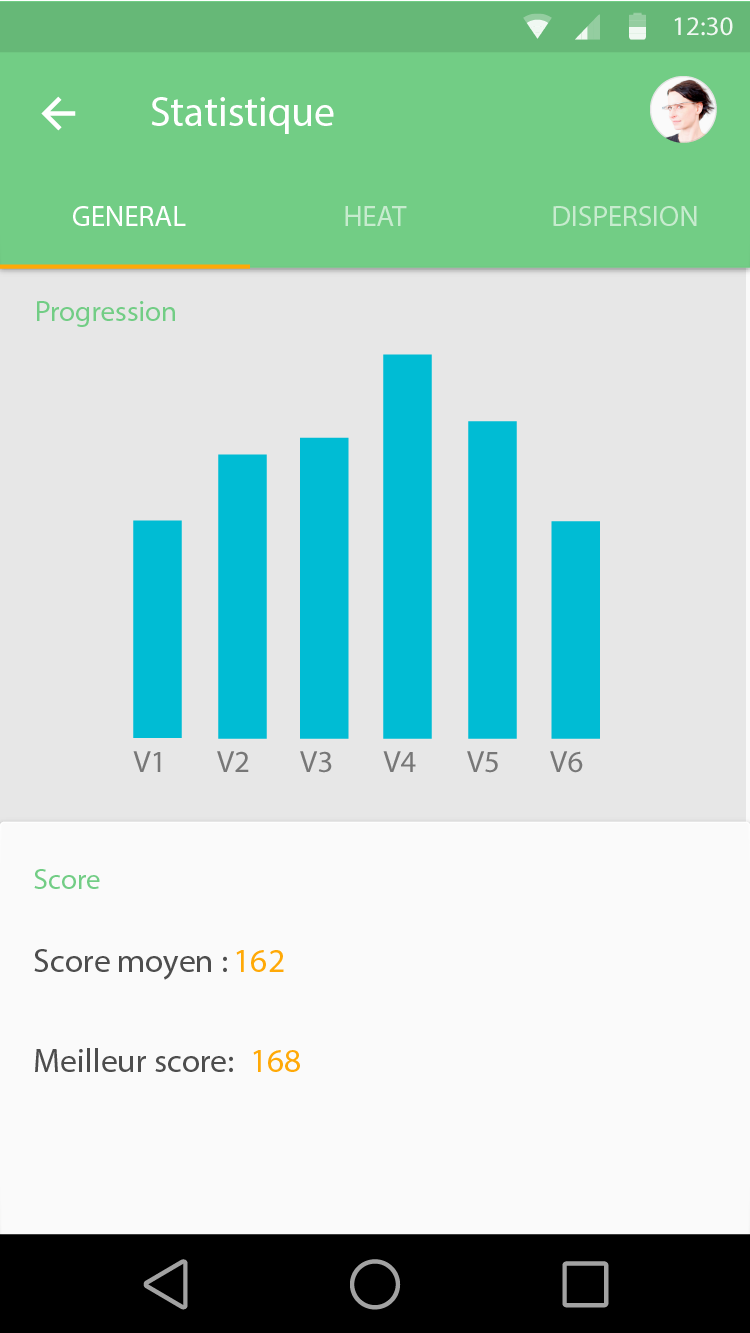 12:30
Statistique
GENERAL HEAT DISPERSION
Progression
V1 V2 V3 V4 V5 V6
Score
Score moyen : 162
Meilleur score: 168